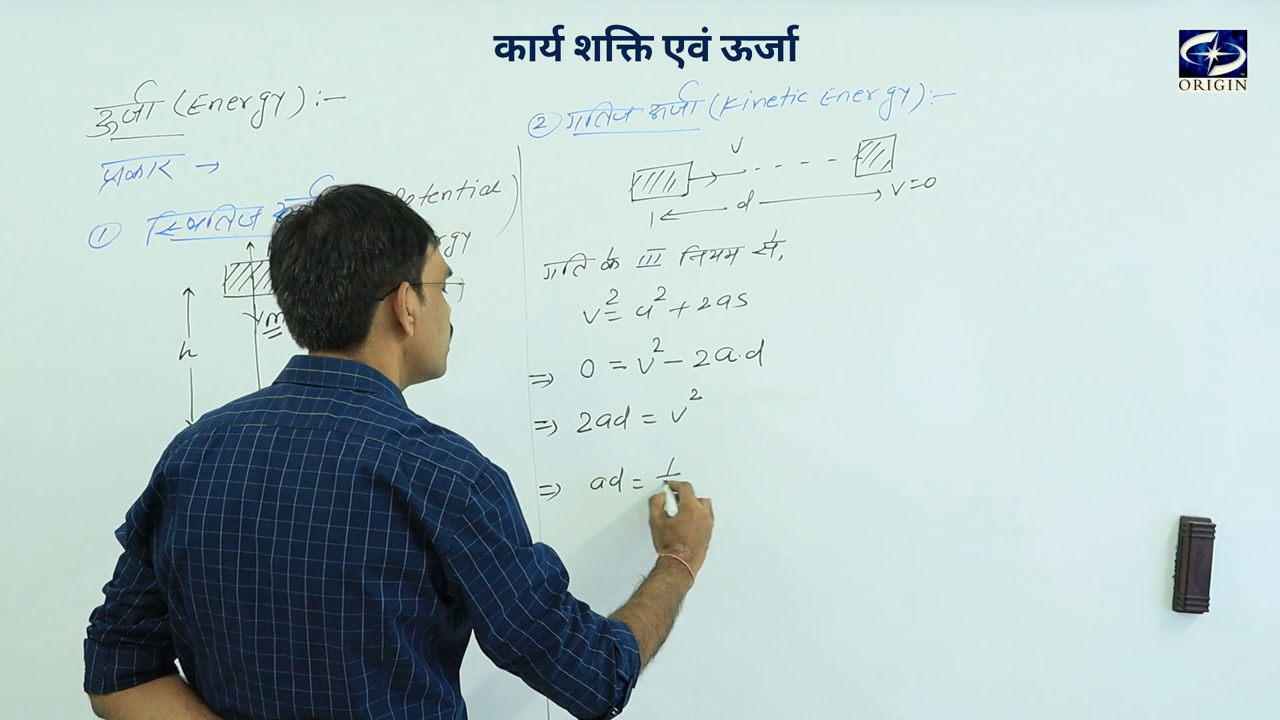 कार्य शक्ति एवं ऊर्जा
ORIGIN
ऊर्जा (Energy) :-
प्रकार →
① स्थितिज
Potential)
h
② गतिज ऊर्जा (Kinetic Energy) :-
v
d
v=0
गति के III नियम से,
v² = u² + 2as
⇒ 0 = v² - 2a.d
⇒ 2ad = v²
⇒ ad = 1